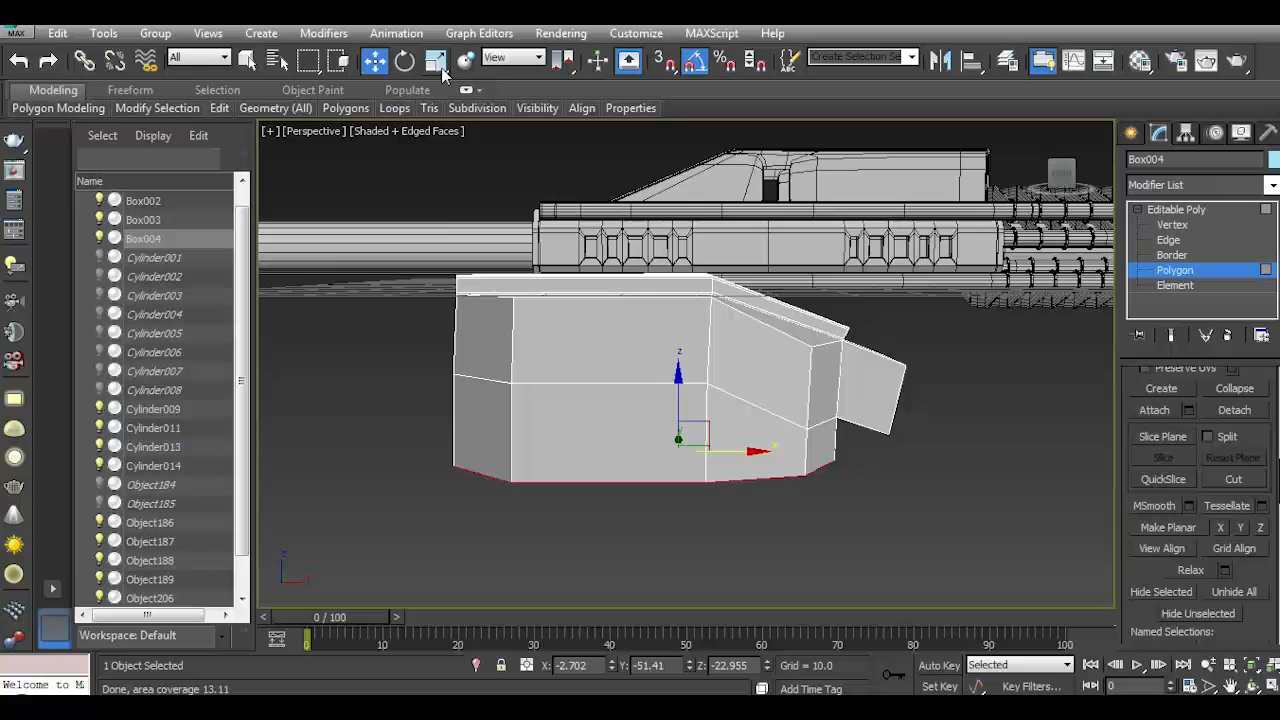 MAX Edit Tools Group Views Create Modifiers Animation Graph Editors Rendering Customize MAXScript Help
All View Create Selection Se
Modeling Freeform Selection Object Paint Populate
Polygon Modeling Modify Selection Edit Geometry (All) Polygons Loops Tris Subdivision Visibility Align Properties
Select Display Edit
[+] [Perspective] [Shaded + Edged Faces]
Name
Box002
Box003
Box004
Cylinder001
Cylinder002
Cylinder003
Cylinder004
Cylinder005
Cylinder006
Cylinder007
Cylinder008
Cylinder009
Cylinder011
Cylinder013
Cylinder014
Object184
Object185
Object186
Object187
Object188
Object189
Object206
Workspace: Default
Box004
Modifier List
Editable Poly
Vertex
Edge
Border
Polygon
Element
Preserve UVs
Create Collapse
Attach Detach
Slice Plane Split
Slice Reset Plane
QuickSlice Cut
MSmooth Tessellate
Make Planar X Y Z
View Align Grid Align
Relax
Hide Selected Unhide All
Hide Unselected
Named Selections:
z
0 / 100
0 10 20 30 40 50 60 70 80 90 100
1 Object Selected X: -2.702 Y: -51.41 Z: -22.955 Grid = 10.0 Auto Key Selected
Welcome to M Done, area coverage 13.11 Add Time Tag Set Key Key Filters... 0